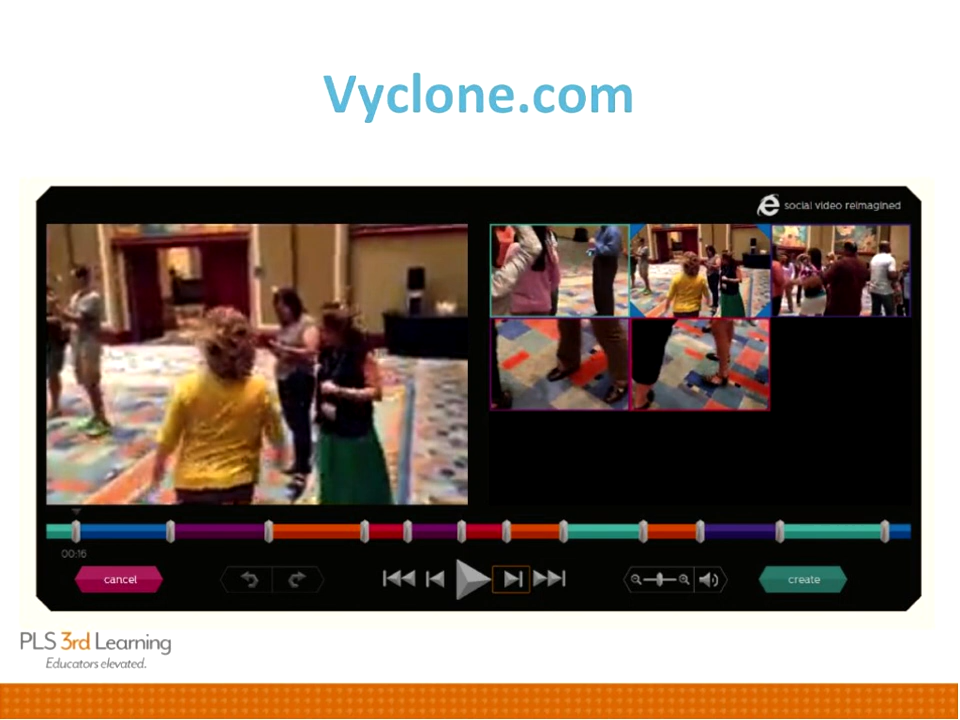 Vyclone.com
social video reimagined
00:16
cancel
create
PLS 3rd Learning
Educators elevated.